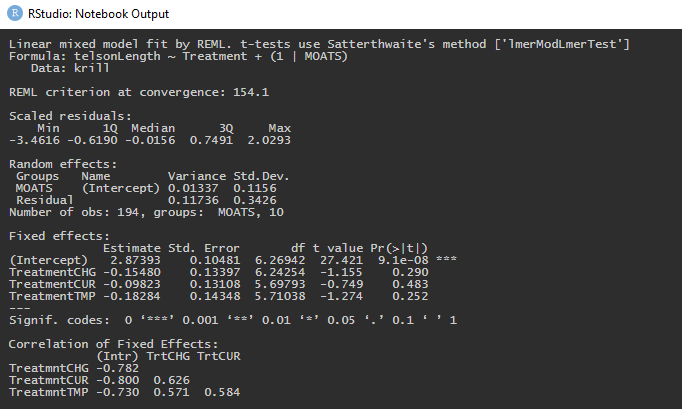 R RStudio: Notebook Output
Linear mixed model fit by REML. t-tests use Satterthwaite's method ['lmerModLmerTest']
Formula: telsonLength ~ Treatment + (1 | MOATS)
   Data: krill

REML criterion at convergence: 154.1

Scaled residuals:
    Min      1Q  Median      3Q     Max
-3.4616 -0.6190 -0.0156  0.7491  2.0293

Random effects:
 Groups   Name        Variance Std.Dev.
 MOATS    (Intercept) 0.01337  0.1156
 Residual             0.11736  0.3426
Number of obs: 194, groups:  MOATS, 10

Fixed effects:
             Estimate Std. Error       df t value Pr(>|t|)
(Intercept)   2.87393    0.10481  6.26942  27.421  9.1e-08 ***
TreatmentCHG -0.15480    0.13397  6.24254  -1.155    0.290
TreatmentCUR -0.09823    0.13108  5.69793  -0.749    0.483
TreatmentTMP -0.18284    0.14348  5.71038  -1.274    0.252
---
Signif. codes:  0 ‘***’ 0.001 ‘**’ 0.01 ‘*’ 0.05 ‘.’ 0.1 ‘ ’ 1

Correlation of Fixed Effects:
            (Intr) TrtCHG TrtCUR
TreatmntCHG -0.782
TreatmntCUR -0.800  0.626
TreatmntTMP -0.730  0.571  0.584